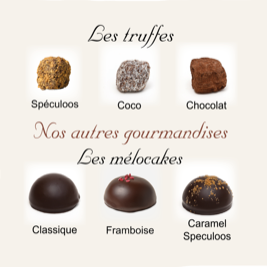 Les truffes
Spéculoos
Coco
Chocolat
Nos autres gourmandises
Les mélocakes
Classique
Framboise
Caramel
Speculoos